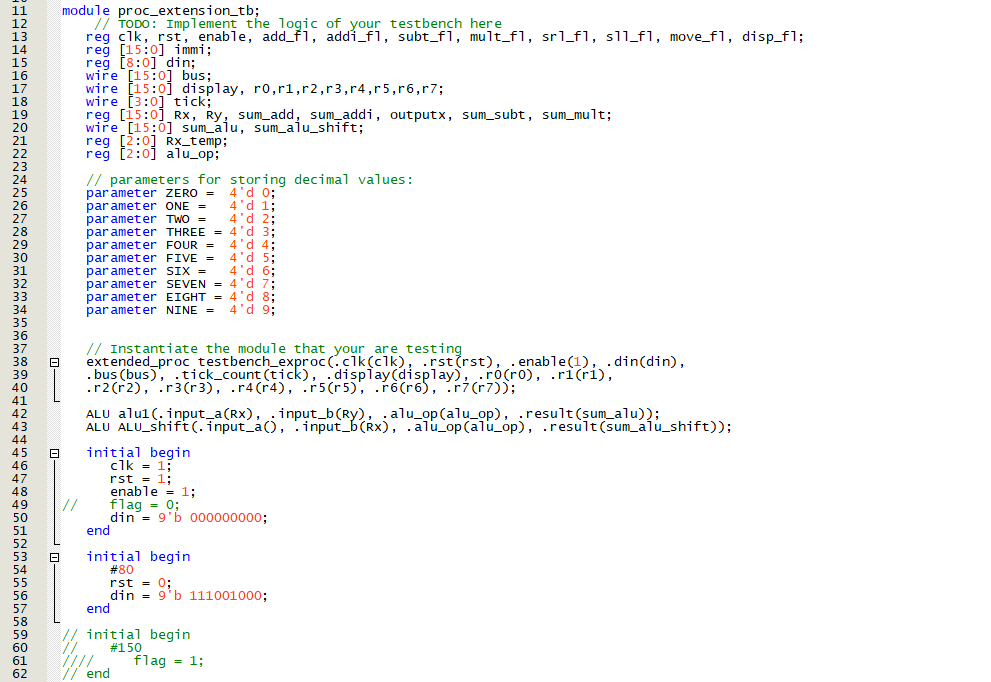 11 module proc_extension_tb;
12 // TODO: Implement the logic of your testbench here
13 reg clk, rst, enable, add_fl, addi_fl, subt_fl, mult_fl, srl_fl, sll_fl, move_fl, disp_fl;
14 reg [15:0] immi;
15 reg [8:0] din;
16 wire [15:0] bus;
17 wire [15:0] display, r0,r1,r2,r3,r4,r5,r6,r7;
18 wire [3:0] tick;
19 reg [15:0] Rx, Ry, sum_add, sum_addi, outputx, sum_subt, sum_mult;
20 wire [15:0] sum_alu, sum_alu_shift;
21 reg [2:0] Rx_temp;
22 reg [2:0] alu_op;
23
24 // parameters for storing decimal values:
25 parameter ZERO = 4'd 0;
26 parameter ONE = 4'd 1;
27 parameter TWO = 4'd 2;
28 parameter THREE = 4'd 3;
29 parameter FOUR = 4'd 4;
30 parameter FIVE = 4'd 5;
31 parameter SIX = 4'd 6;
32 parameter SEVEN = 4'd 7;
33 parameter EIGHT = 4'd 8;
34 parameter NINE = 4'd 9;
35
36
37 // Instantiate the module that your are testing
38 extended_proc testbench_exproc(.clk(clk), .rst(rst), .enable(1), .din(din),
39 .bus(bus), .tick_count(tick), .display(display), .r0(r0), .r1(r1),
40 .r2(r2), .r3(r3), .r4(r4), .r5(r5), .r6(r6), .r7(r7));
41
42 ALU alu1(.input_a(Rx), .input_b(Ry), .alu_op(alu_op), .result(sum_alu));
43 ALU ALU_shift(.input_a(), .input_b(Rx), .alu_op(alu_op), .result(sum_alu_shift));
44
45 initial begin
46 clk = 1;
47 rst = 1;
48 enable = 1;
49 // flag = 0;
50 din = 9'b 000000000;
51 end
52
53 initial begin
54 #80
55 rst = 0;
56 din = 9'b 111001000;
57 end
58
59 // initial begin
60 // #150
61 //// flag = 1;
62 // end